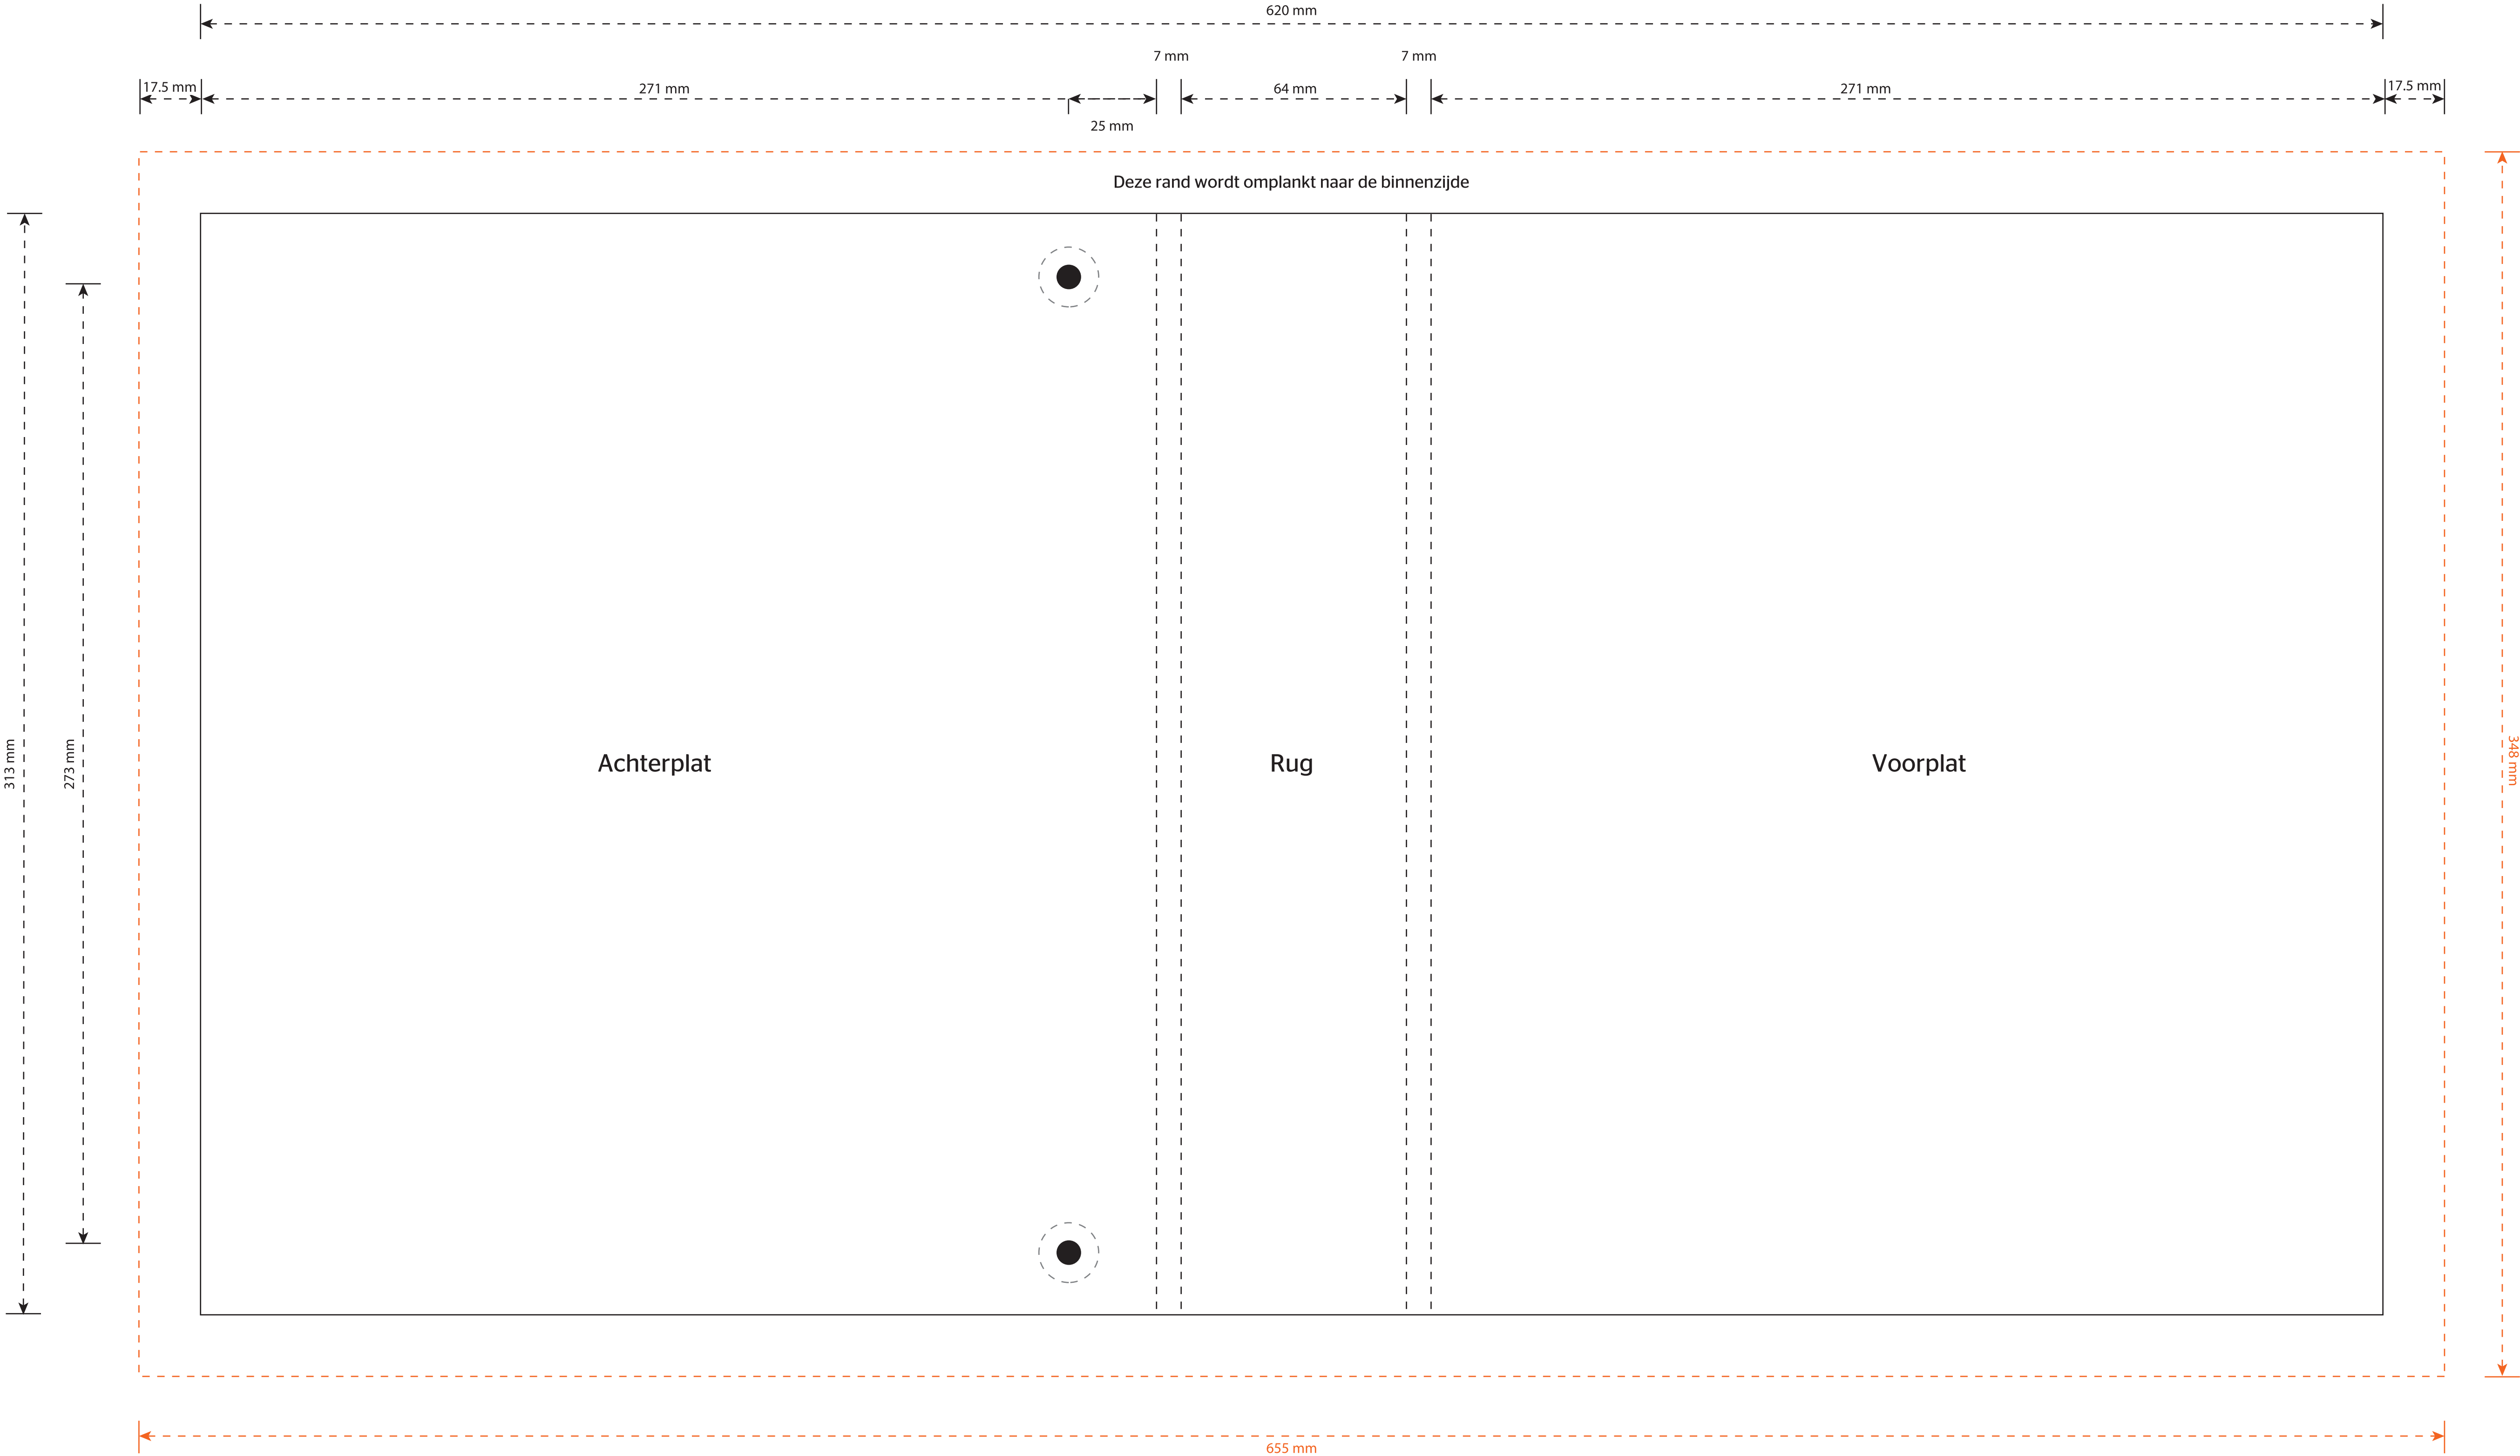 620 mm
7 mm
7 mm
17.5 mm
271 mm
64 mm
271 mm
17.5 mm
25 mm
Deze rand wordt omplankt naar de binnenzijde
313 mm
273 mm
Achterplat
Rug
Voorplat
348 mm
655 mm